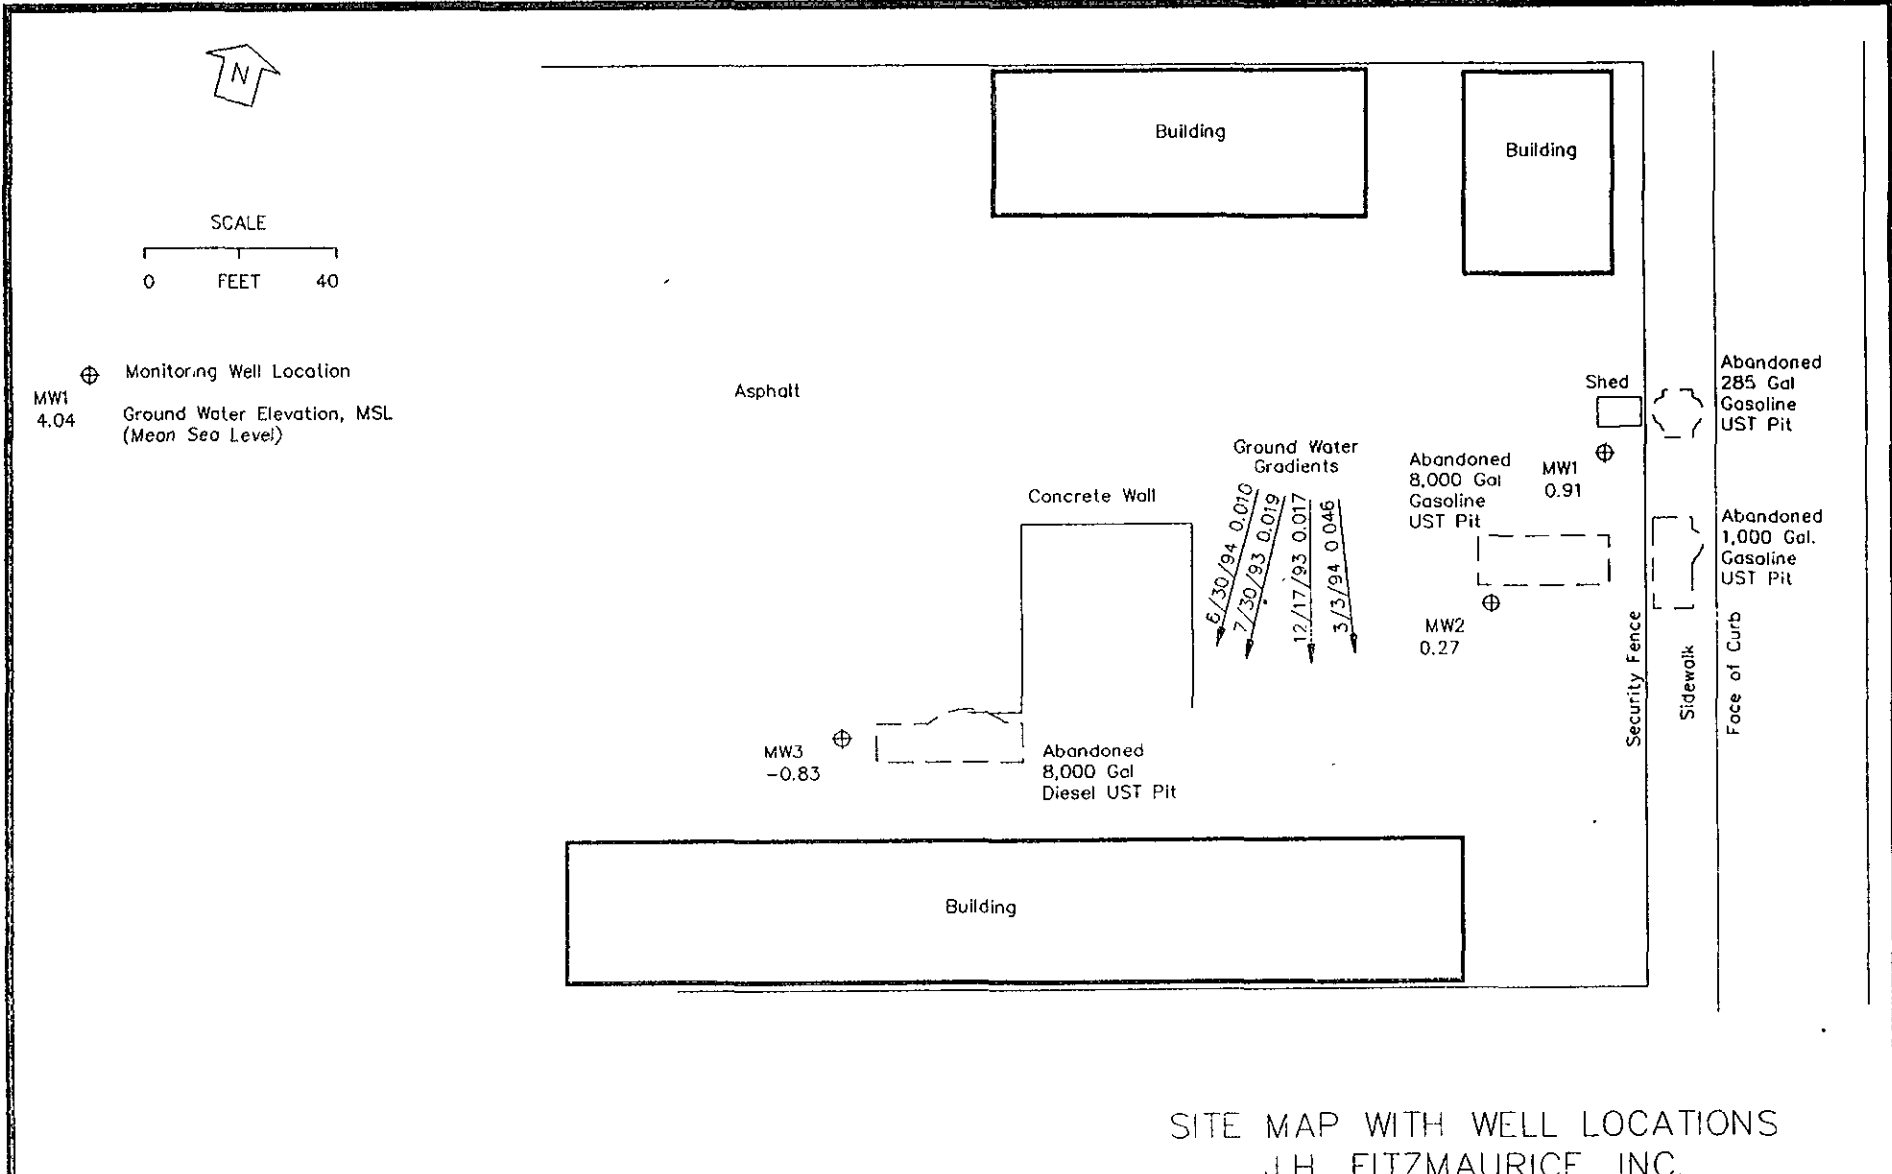 N
SCALE
0 FEET 40
Monitoring Well Location
MW1
4.04
Ground Water Elevation, MSL
(Mean Sea Level)
Building
Building
Asphalt
Shed
Abandoned
285 Gal
Gasoline
UST Pit
Ground Water
Gradients
6/30/94 0.010
7/30/93 0.019
12/17/93 0.017
3/3/94 0 046
Abandoned
8,000 Gal
Gasoline
UST Pit
MW1
0.91
Concrete Wall
Abandoned
1,000 Gal.
Gasoline
UST Pit
MW2
0.27
Security Fence
Sidewalk
Face of Curb
MW3
-0.83
Abandoned
8,000 Gal
Diesel UST Pit
Building
SITE MAP WITH WELL LOCATIONS
J.H. FITZMAURICE, INC.